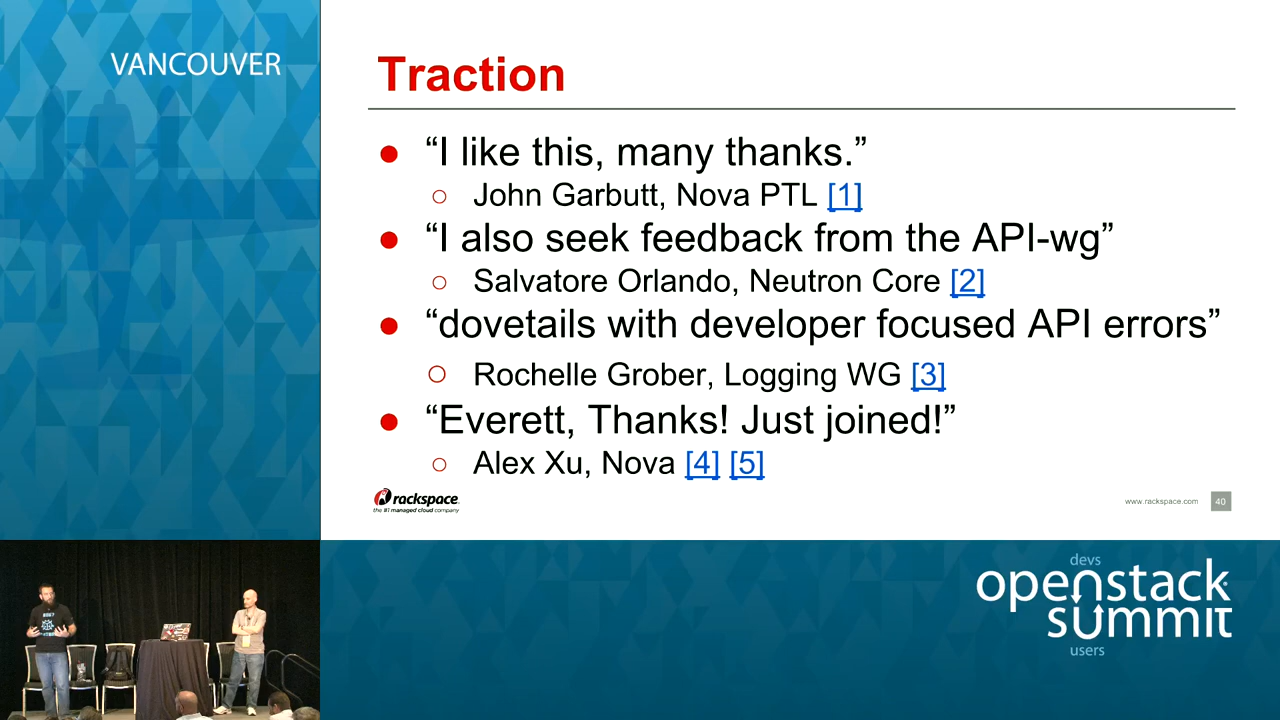 VANCOUVER
Traction
● “I like this, many thanks.”
○ John Garbutt, Nova PTL [1]
● “I also seek feedback from the API-wg”
○ Salvatore Orlando, Neutron Core [2]
● “dovetails with developer focused API errors”
○ Rochelle Grober, Logging WG [3]
● “Everett, Thanks! Just joined!”
○ Alex Xu, Nova [4] [5]
rackspace
the #1 managed cloud company
www.rackspace.com 40
devs
openstack
summit
users